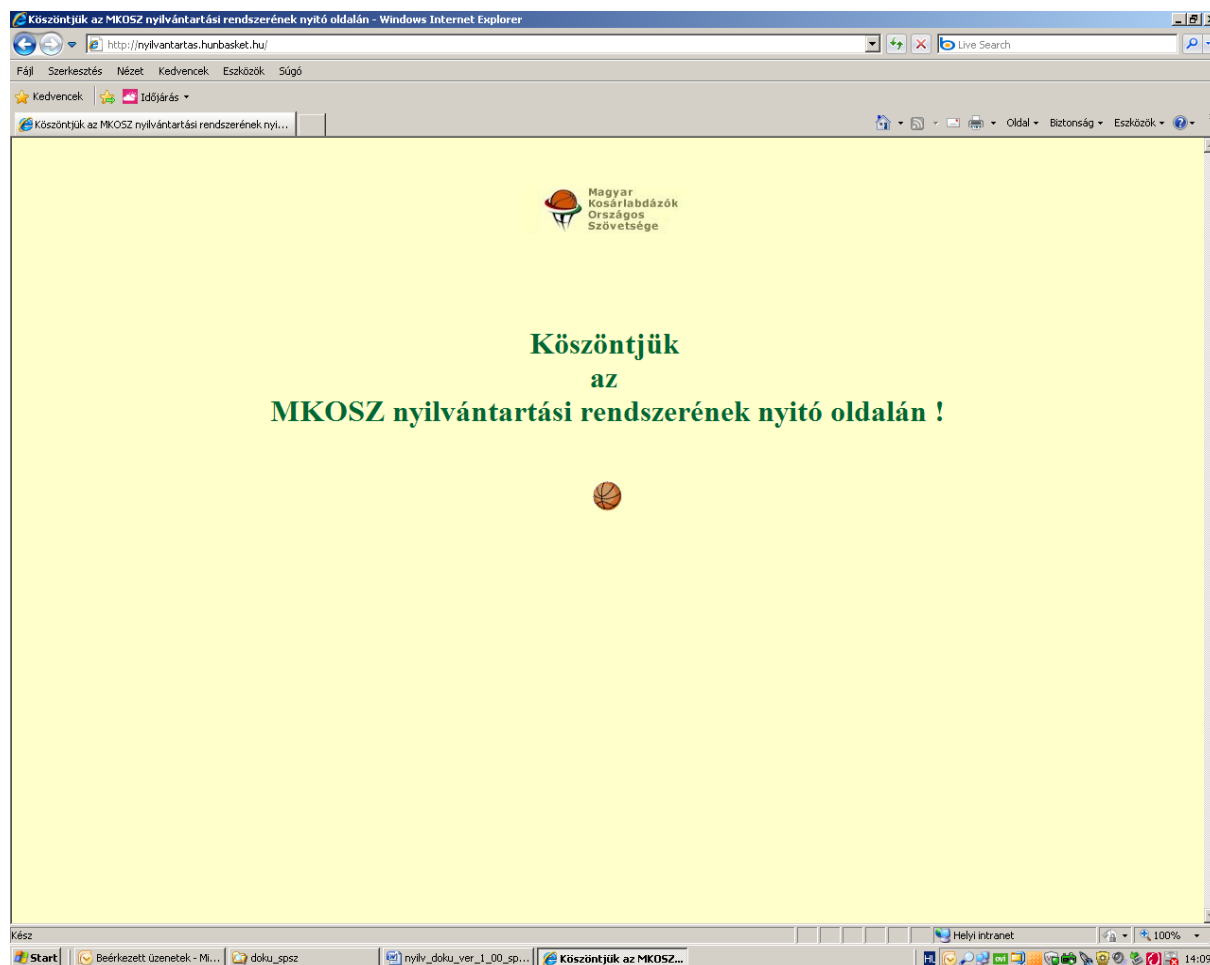 Köszöntjük az MKOSZ nyilvántartási rendszerének nyitó oldalán - Windows Internet Explorer
http://nyilvantartas.hunbasket.hu/
Live Search
Fájl Szerkesztés Nézet Kedvencek Eszközök Súgó
Kedvencek Időjárás
Köszöntjük az MKOSZ nyilvántartási rendszerének nyi...
Oldal Biztonság Eszközök
Magyar
Kosárlabdázók
Országos
Szövetsége
Köszöntjük
az
MKOSZ nyilvántartási rendszerének nyitó oldalán !
Kész
Helyi intranet
100%
Start
Beérkezett üzenetek - Mi...
doku_spsz
nyilv_doku_ver_1_00_sp...
Köszöntjük az MKOSZ...
HU
ovi
14:09